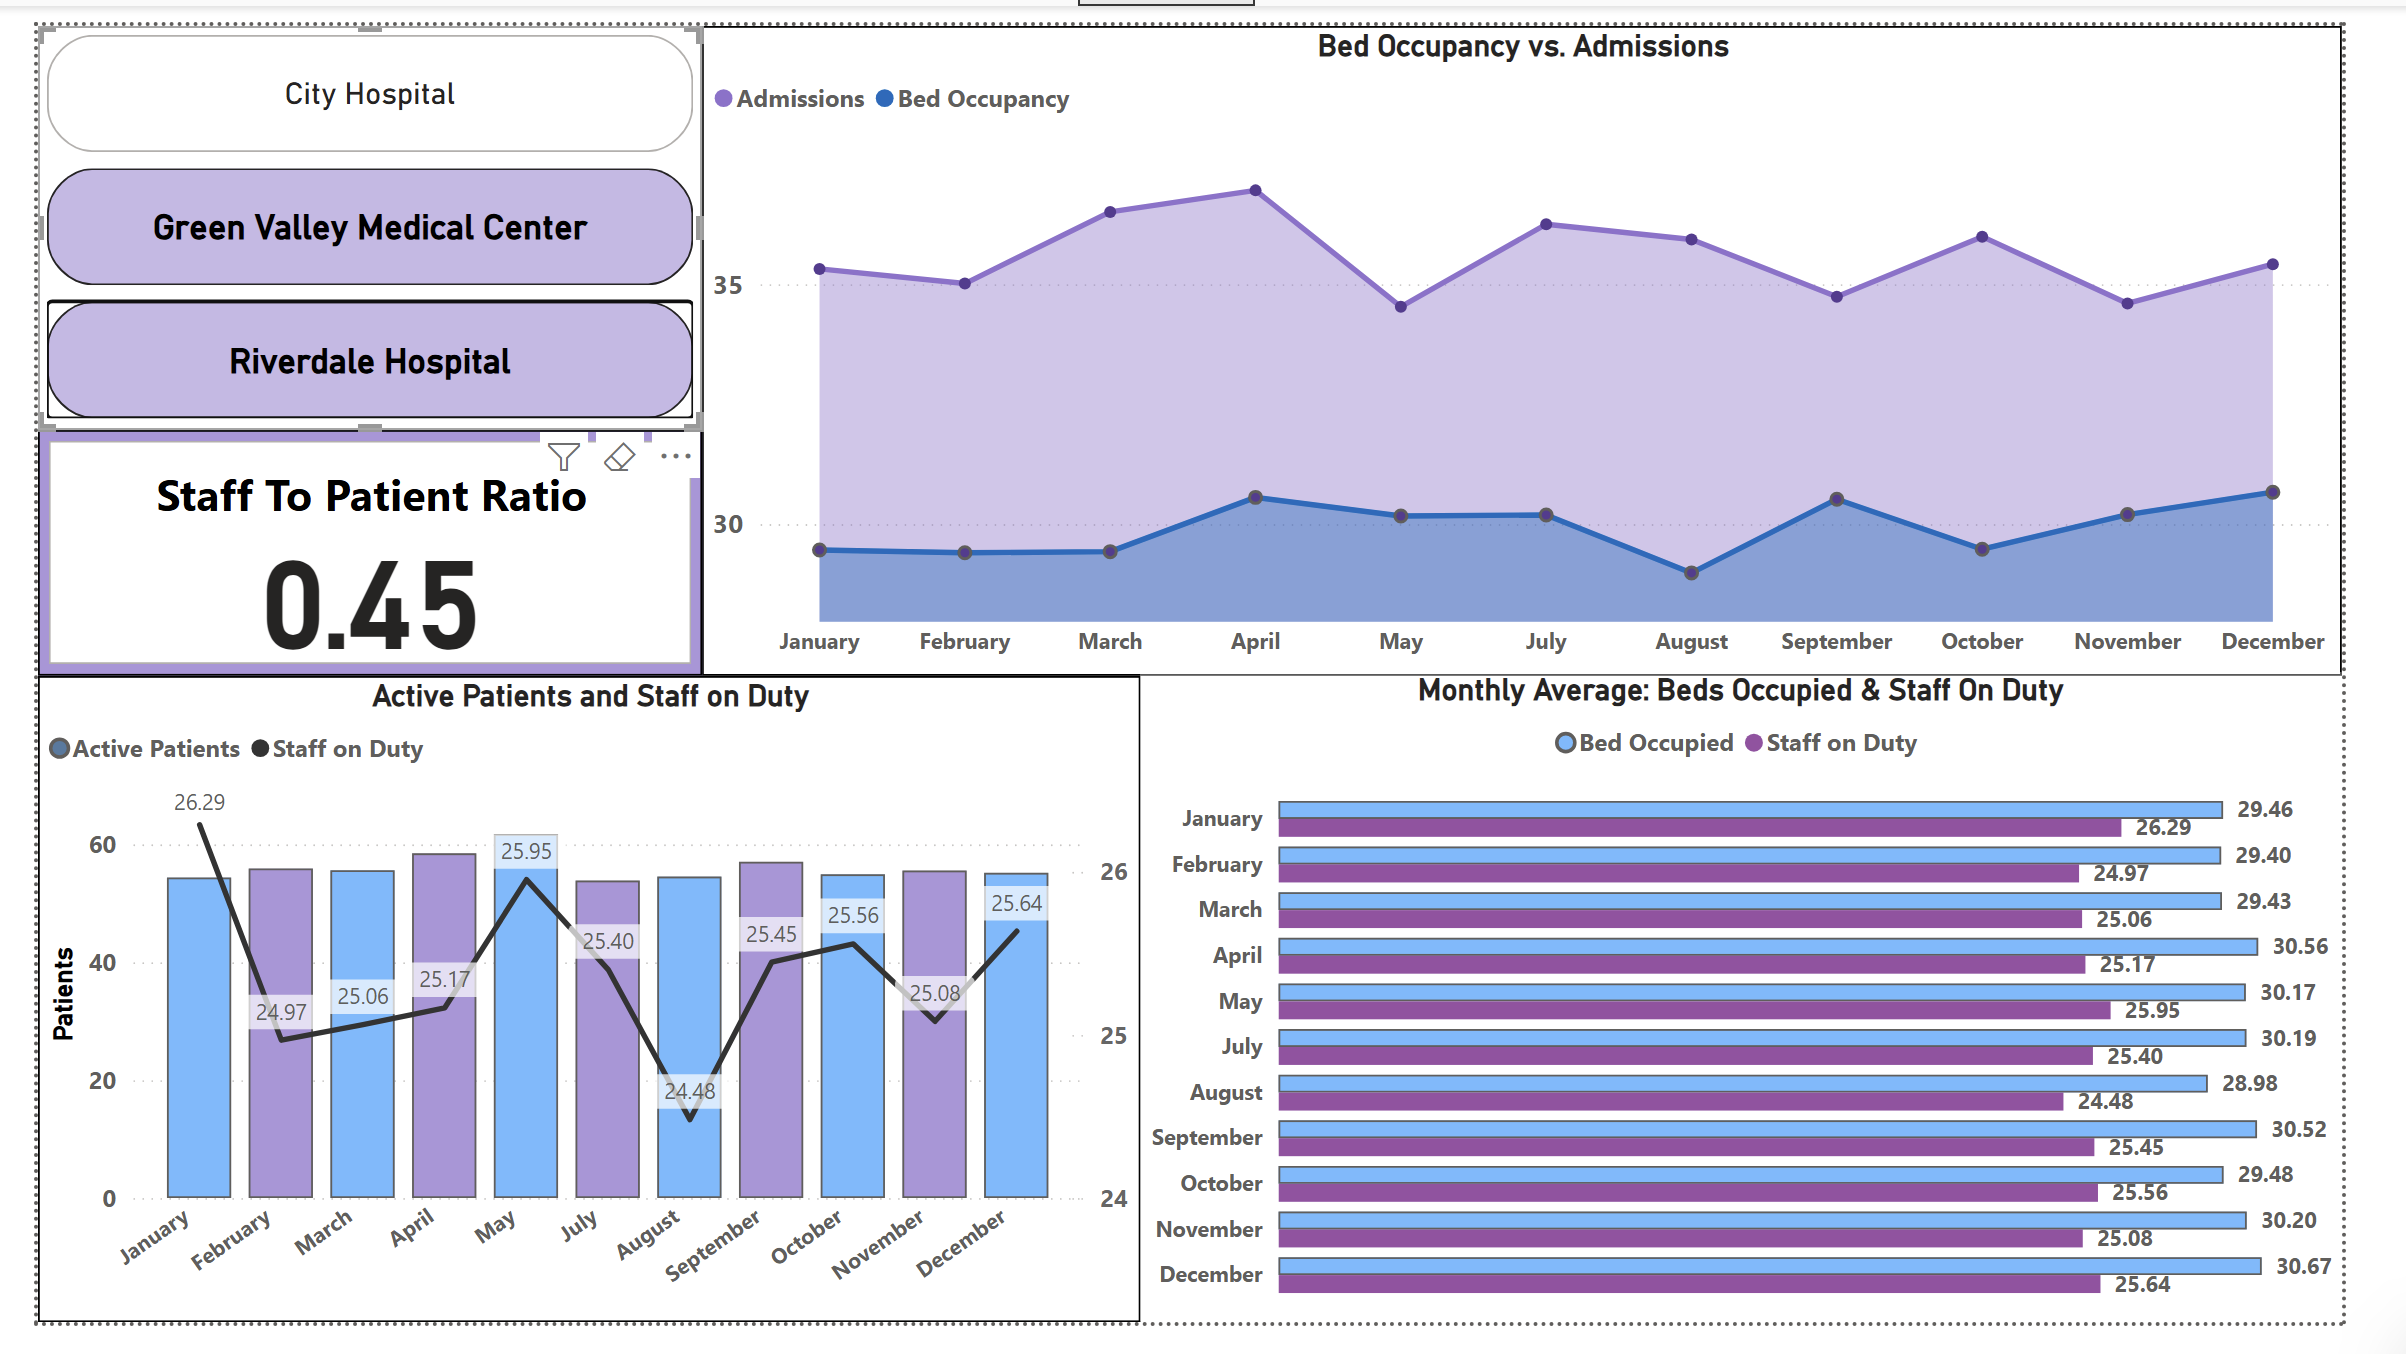 City Hospital
Green Valley Medical Center
Riverdale Hospital
Staff To Patient Ratio
0.45
Bed Occupancy vs. Admissions
Admissions Bed Occupancy
35
30
January February March April May July August September October November December
Active Patients and Staff on Duty
Active Patients Staff on Duty
Patients
60
40
20
0
26
25
24
26.29
24.97
25.06
25.17
25.95
25.40
24.48
25.45
25.56
25.08
25.64
January February March April May July August September October November December
Monthly Average: Beds Occupied & Staff On Duty
Bed Occupied Staff on Duty
January 29.46
26.29
February 29.40
24.97
March 29.43
25.06
April 30.56
25.17
May 30.17
25.95
July 30.19
25.40
August 28.98
24.48
September 30.52
25.45
October 29.48
25.56
November 30.20
25.08
December 30.67
25.64